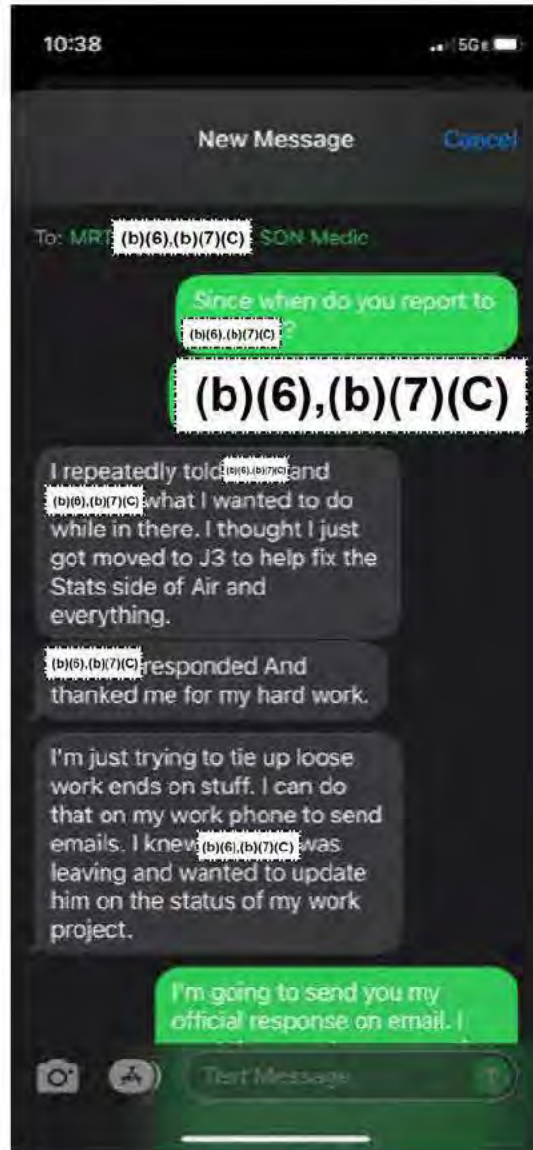 10:38
5GE
New Message
Cancel
To: MRT (b)(6),(b)(7)(C) SON Medic
Since when do you report to
(b)(6),(b)(7)(C) ?
(b)(6),(b)(7)(C)
I repeatedly told (b)(6),(b)(7)(C) and
(b)(6),(b)(7)(C) what I wanted to do
while in there. I thought I just
got moved to J3 to help fix the
Stats side of Air and
everything.
(b)(6),(b)(7)(C) responded And
thanked me for my hard work.
I'm just trying to tie up loose
work ends on stuff. I can do
that on my work phone to send
emails. I knew (b)(6),(b)(7)(C) was
leaving and wanted to update
him on the status of my work
project.
I'm going to send you my
official response on email. I
Text Message